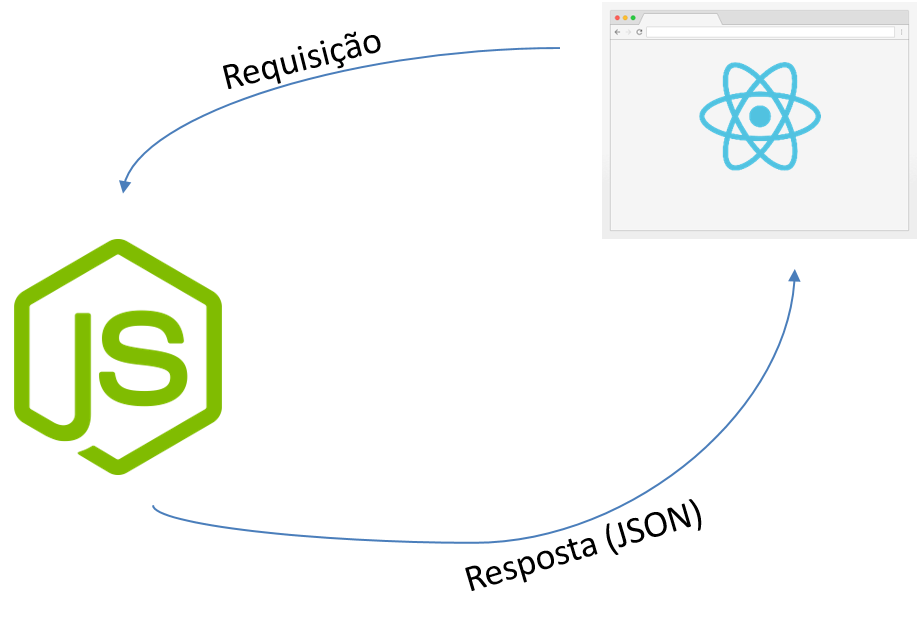 Requisição
JS
Resposta (JSON)